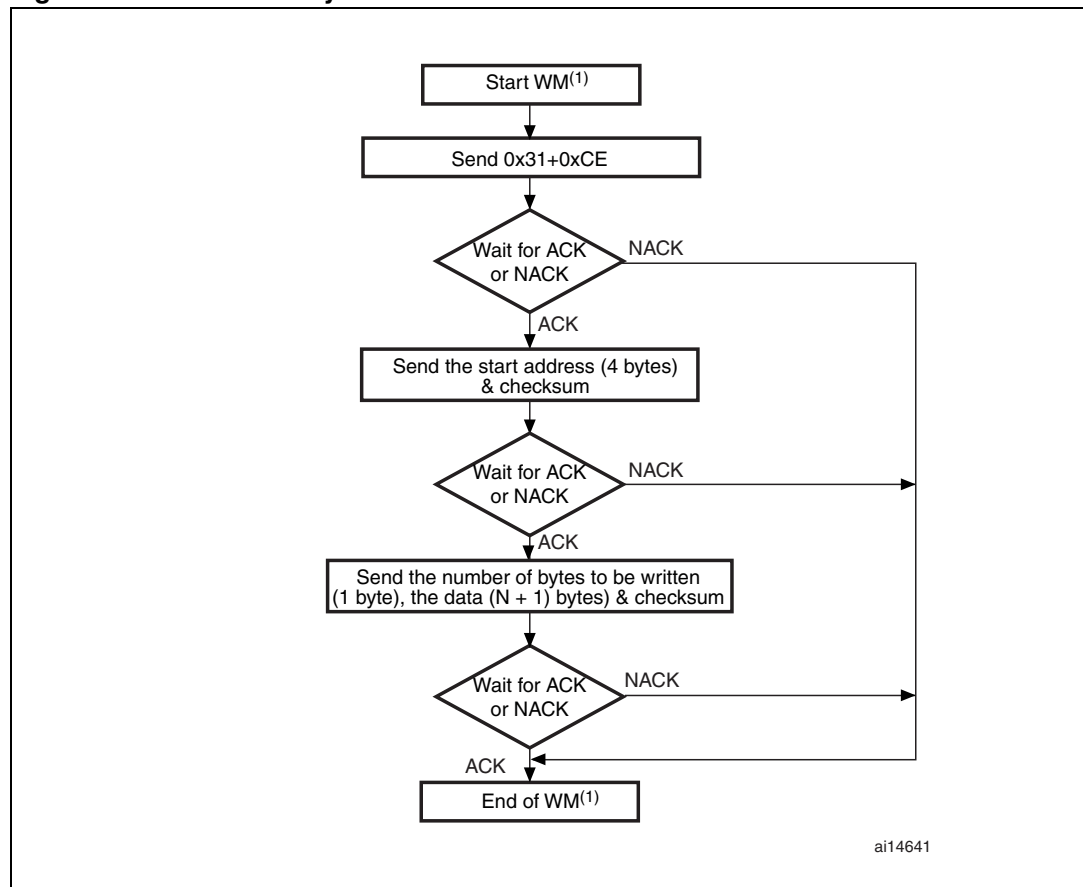 Start WM(1)
Send 0x31+0xCE
Wait for ACK
or NACK
NACK
ACK
Send the start address (4 bytes)
& checksum
Wait for ACK
or NACK
NACK
ACK
Send the number of bytes to be written
(1 byte), the data (N + 1) bytes) & checksum
Wait for ACK
or NACK
NACK
ACK
End of WM(1)
ai14641